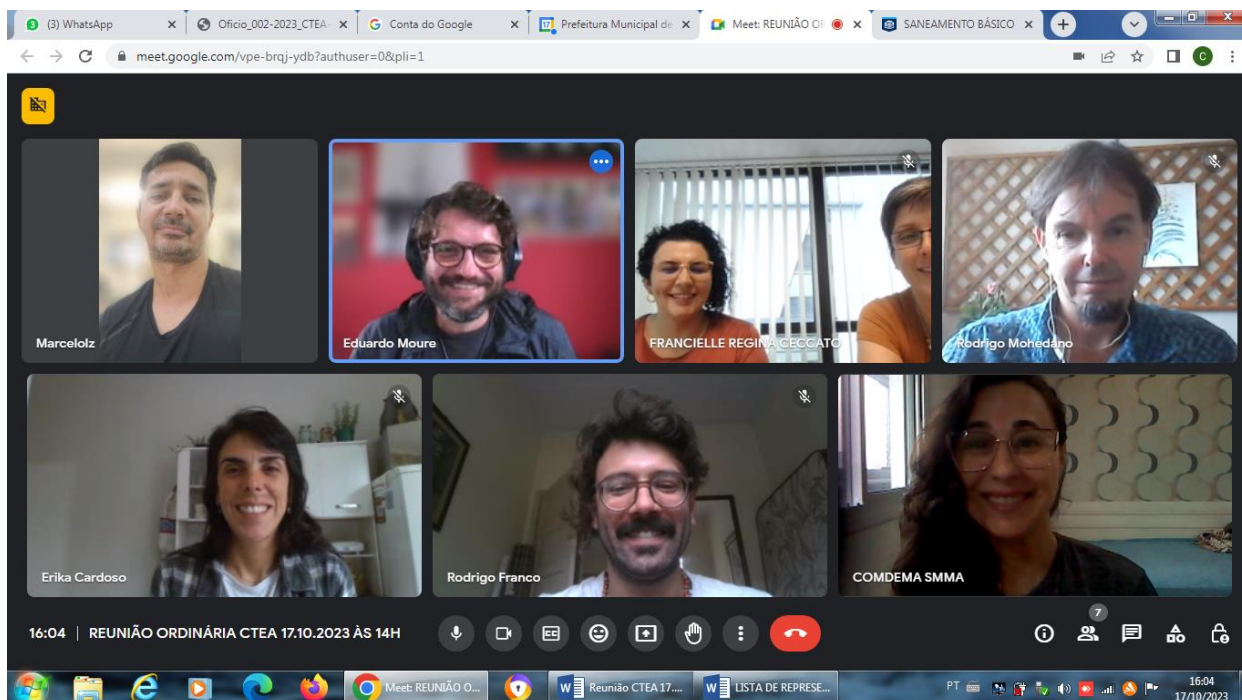 (3) WhatsApp
Oficio_002-2023_CTEA-
Conta do Google
Prefeitura Municipal de
Meet: REUNIÃO O
SANEAMENTO BÁSICO
meet.google.com/vpe-brqj-ydb?authuser=0&pli=1
Marcelolz
Eduardo Moure
FRANCIELLE REGINA CECCATO
Rodrigo Mohedano
Erika Cardoso
Rodrigo Franco
COMDEMA SMMA
16:04 | REUNIÃO ORDINÁRIA CTEA 17.10.2023 ÀS 14H
7
Meet: REUNIÃO O...
Reunião CTEA 17....
LISTA DE REPRESE...
PT
16:04
17/10/2023